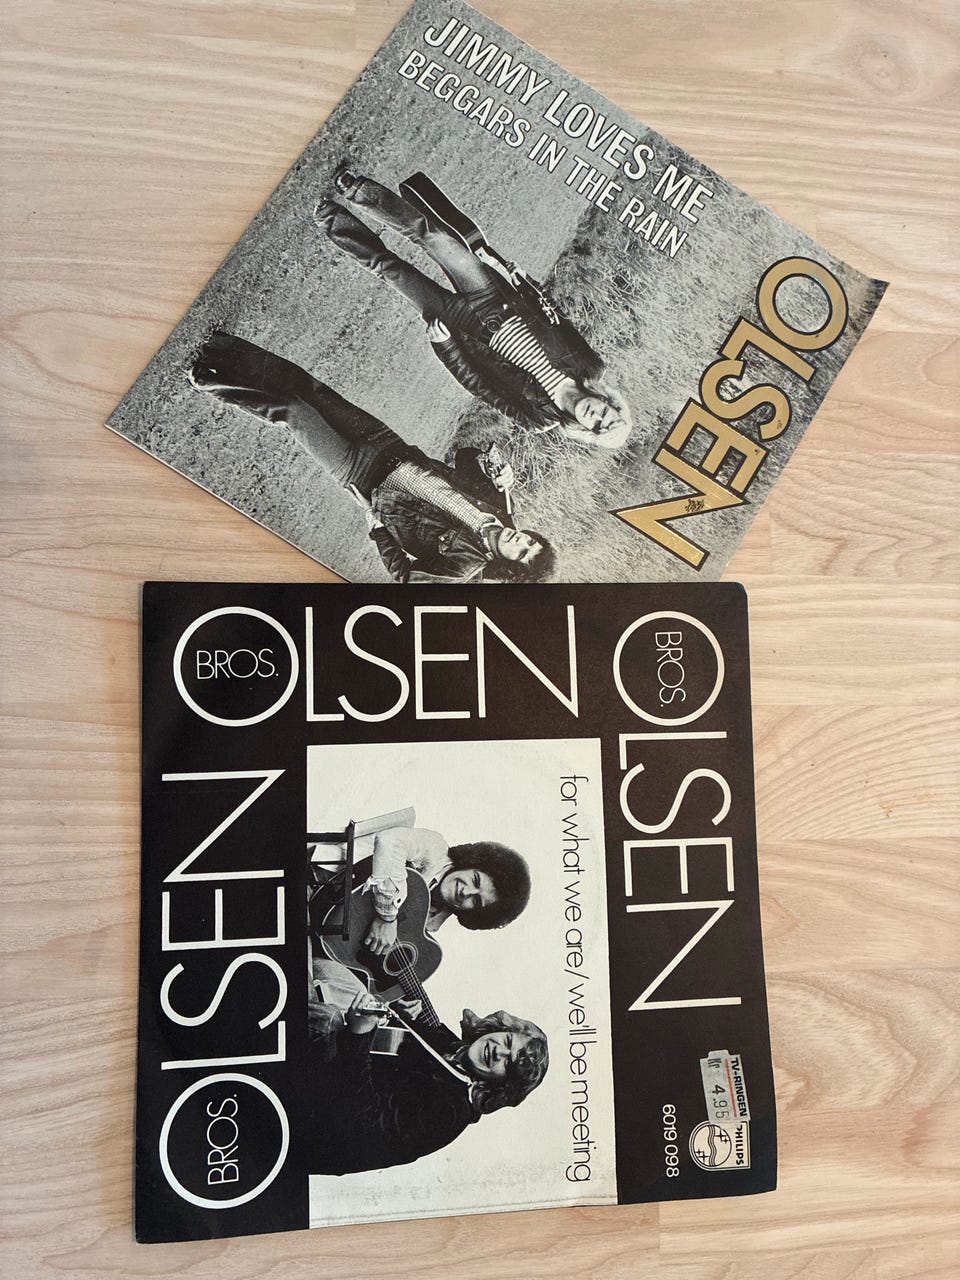 JIMMY LOVES ME
BEGGARS IN THE RAIN
OLSEN
OLSEN
BROS.
OLSEN
BROS.
OLSEN
BROS.
for what we are/we'll be meeting
TV-RINGEN
Nr 4.95
PHILIPS
6019 098